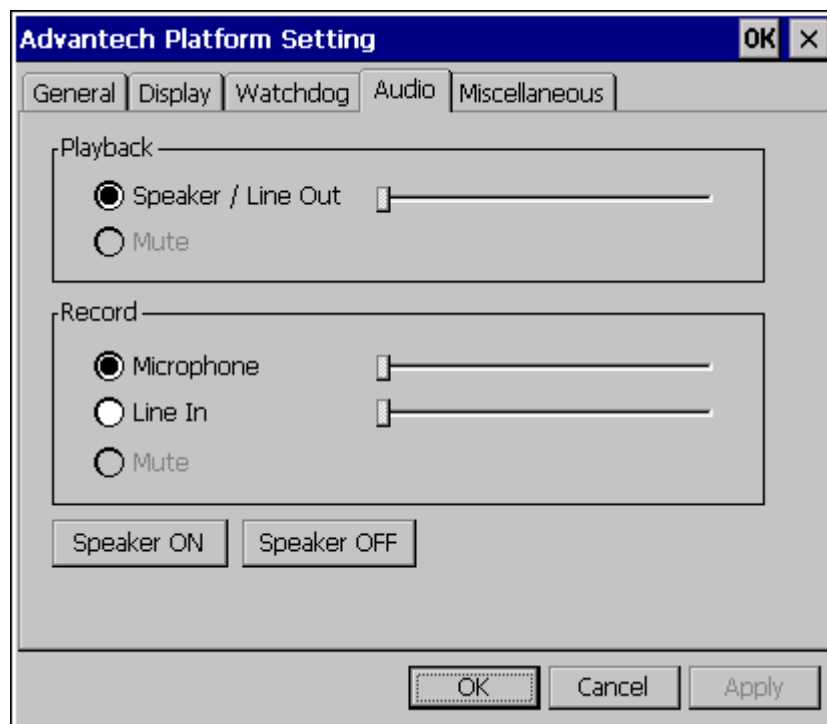 Advantech Platform Setting OK ×
General Display Watchdog Audio Miscellaneous
Playback
Speaker / Line Out
Mute
Record
Microphone
Line In
Mute
Speaker ON Speaker OFF
OK Cancel Apply